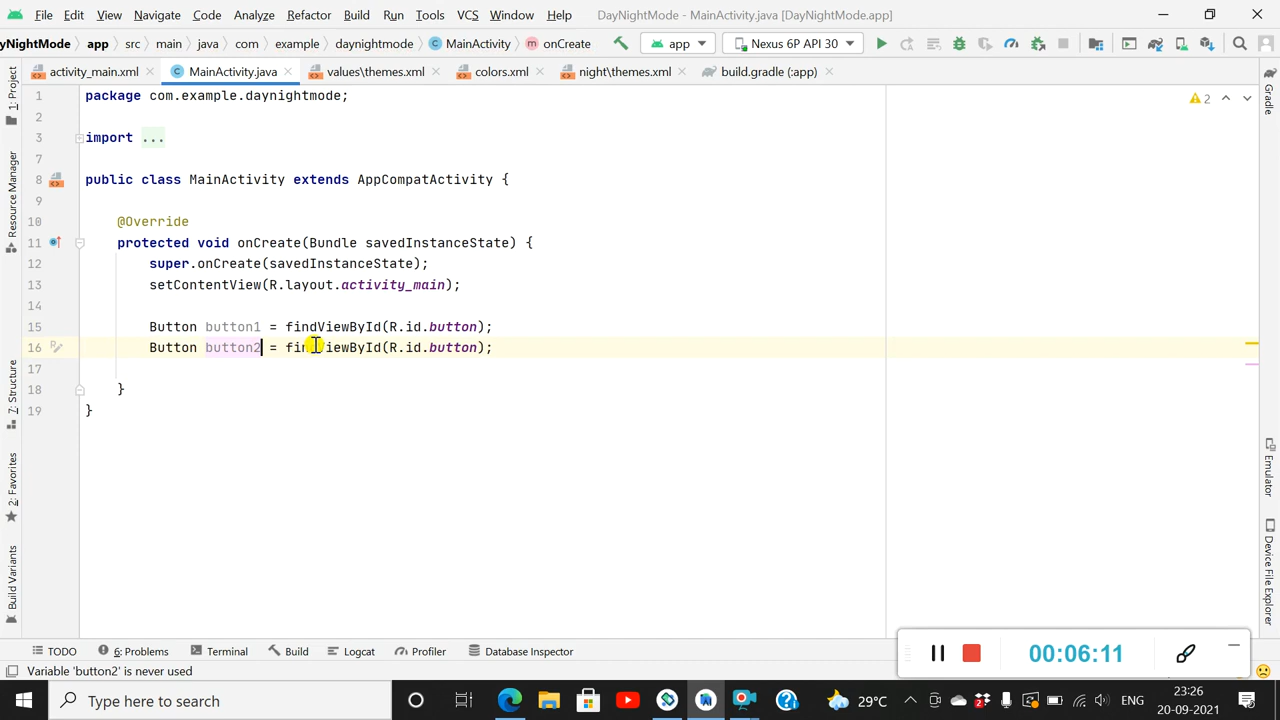 File Edit View Navigate Code Analyze Refactor Build Run Tools VCS Window Help DayNightMode - MainActivity.java [DayNightMode.app]
yNightMode app src main java com example daynightmode MainActivity onCreate app Nexus 6P API 30
activity_main.xml MainActivity.java values\themes.xml colors.xml night\themes.xml build.gradle (:app)
1 package com.example.daynightmode;
2
2
3 import ...
7
8 public class MainActivity extends AppCompatActivity {
9
10 @Override
11 protected void onCreate(Bundle savedInstanceState) {
12 super.onCreate(savedInstanceState);
13 setContentView(R.layout.activity_main);
14
15 Button button1 = findViewById(R.id.button);
16 Button button2 = findViewById(R.id.button);
17
18 }
19 }
1: Project
Resource Manager
7: Structure
2: Favorites
Build Variants
Gradle
Emulator
Device File Explorer
TODO 6: Problems Terminal Build Logcat Profiler Database Inspector
Variable 'button2' is never used
00:06:11
Type here to search
29°C
ENG
23:26
20-09-2021